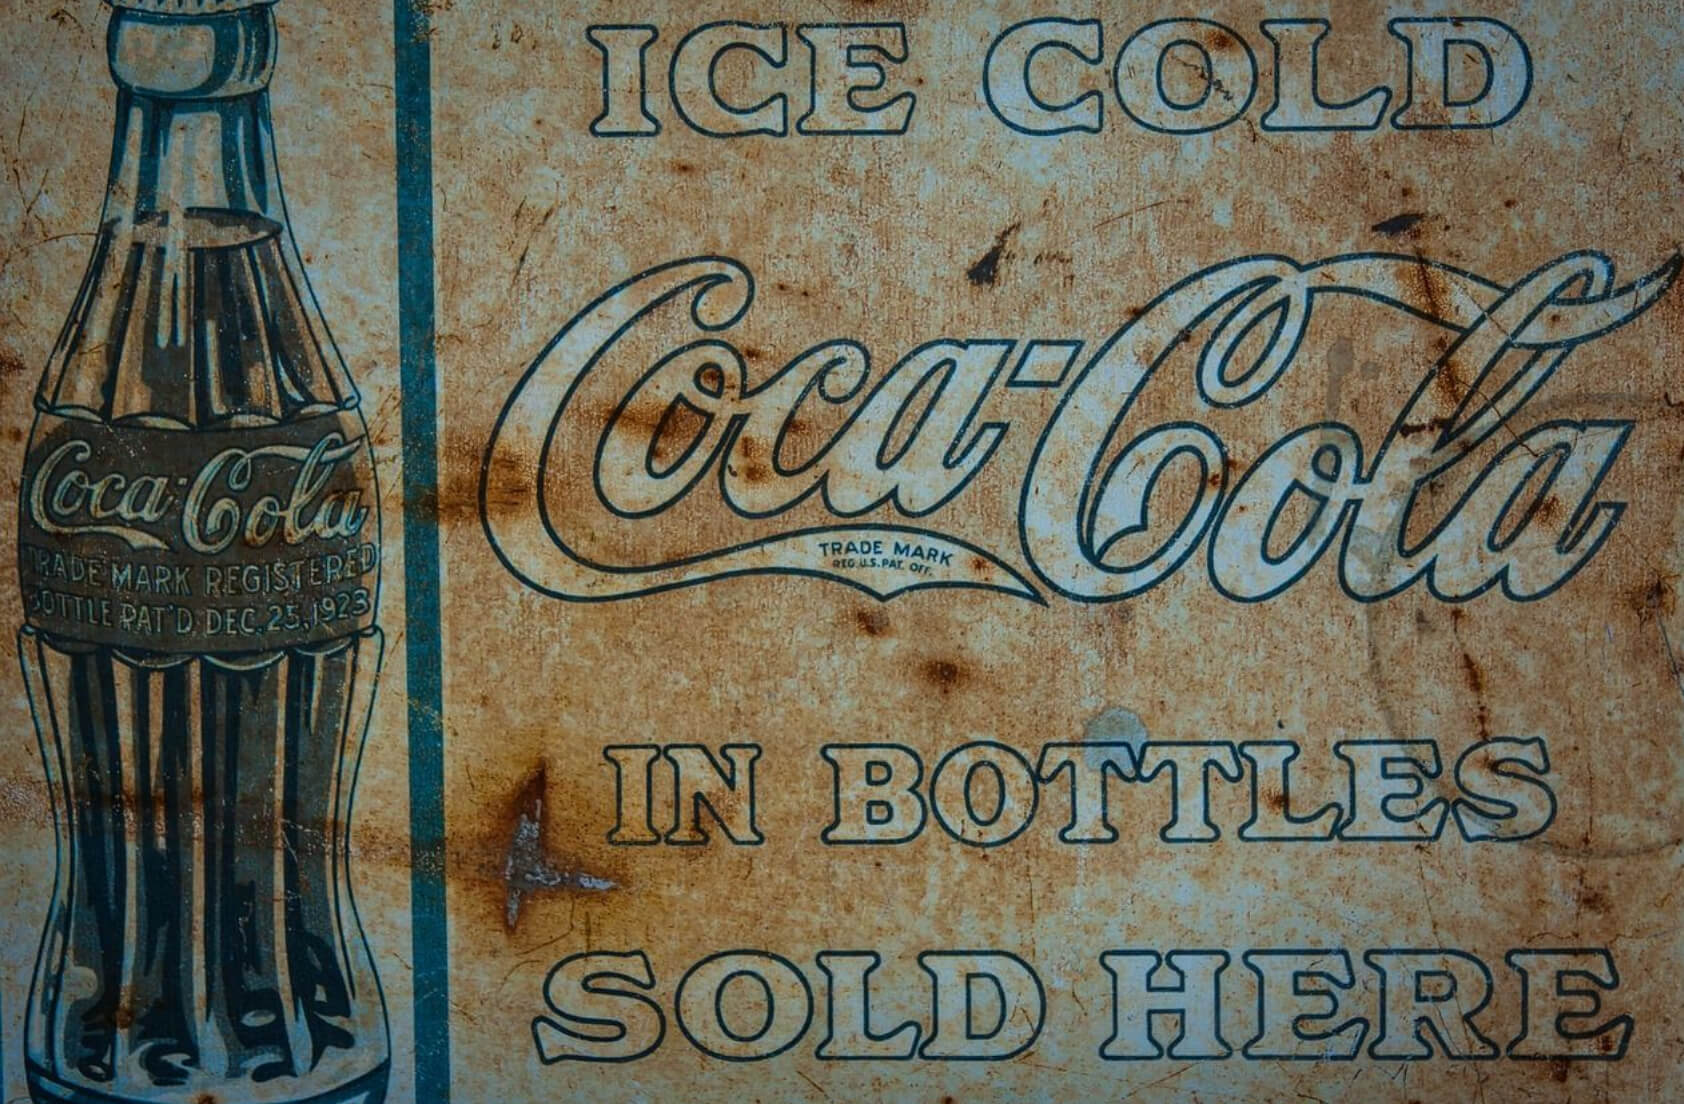 Coca-Cola
TRADE MARK REGISTERED
BOTTLE PAT'D. DEC. 25, 1923
ICE COLD
Coca-Cola
TRADE MARK
REG. U.S. PAT. OFF.
IN BOTTLES
SOLD HERE